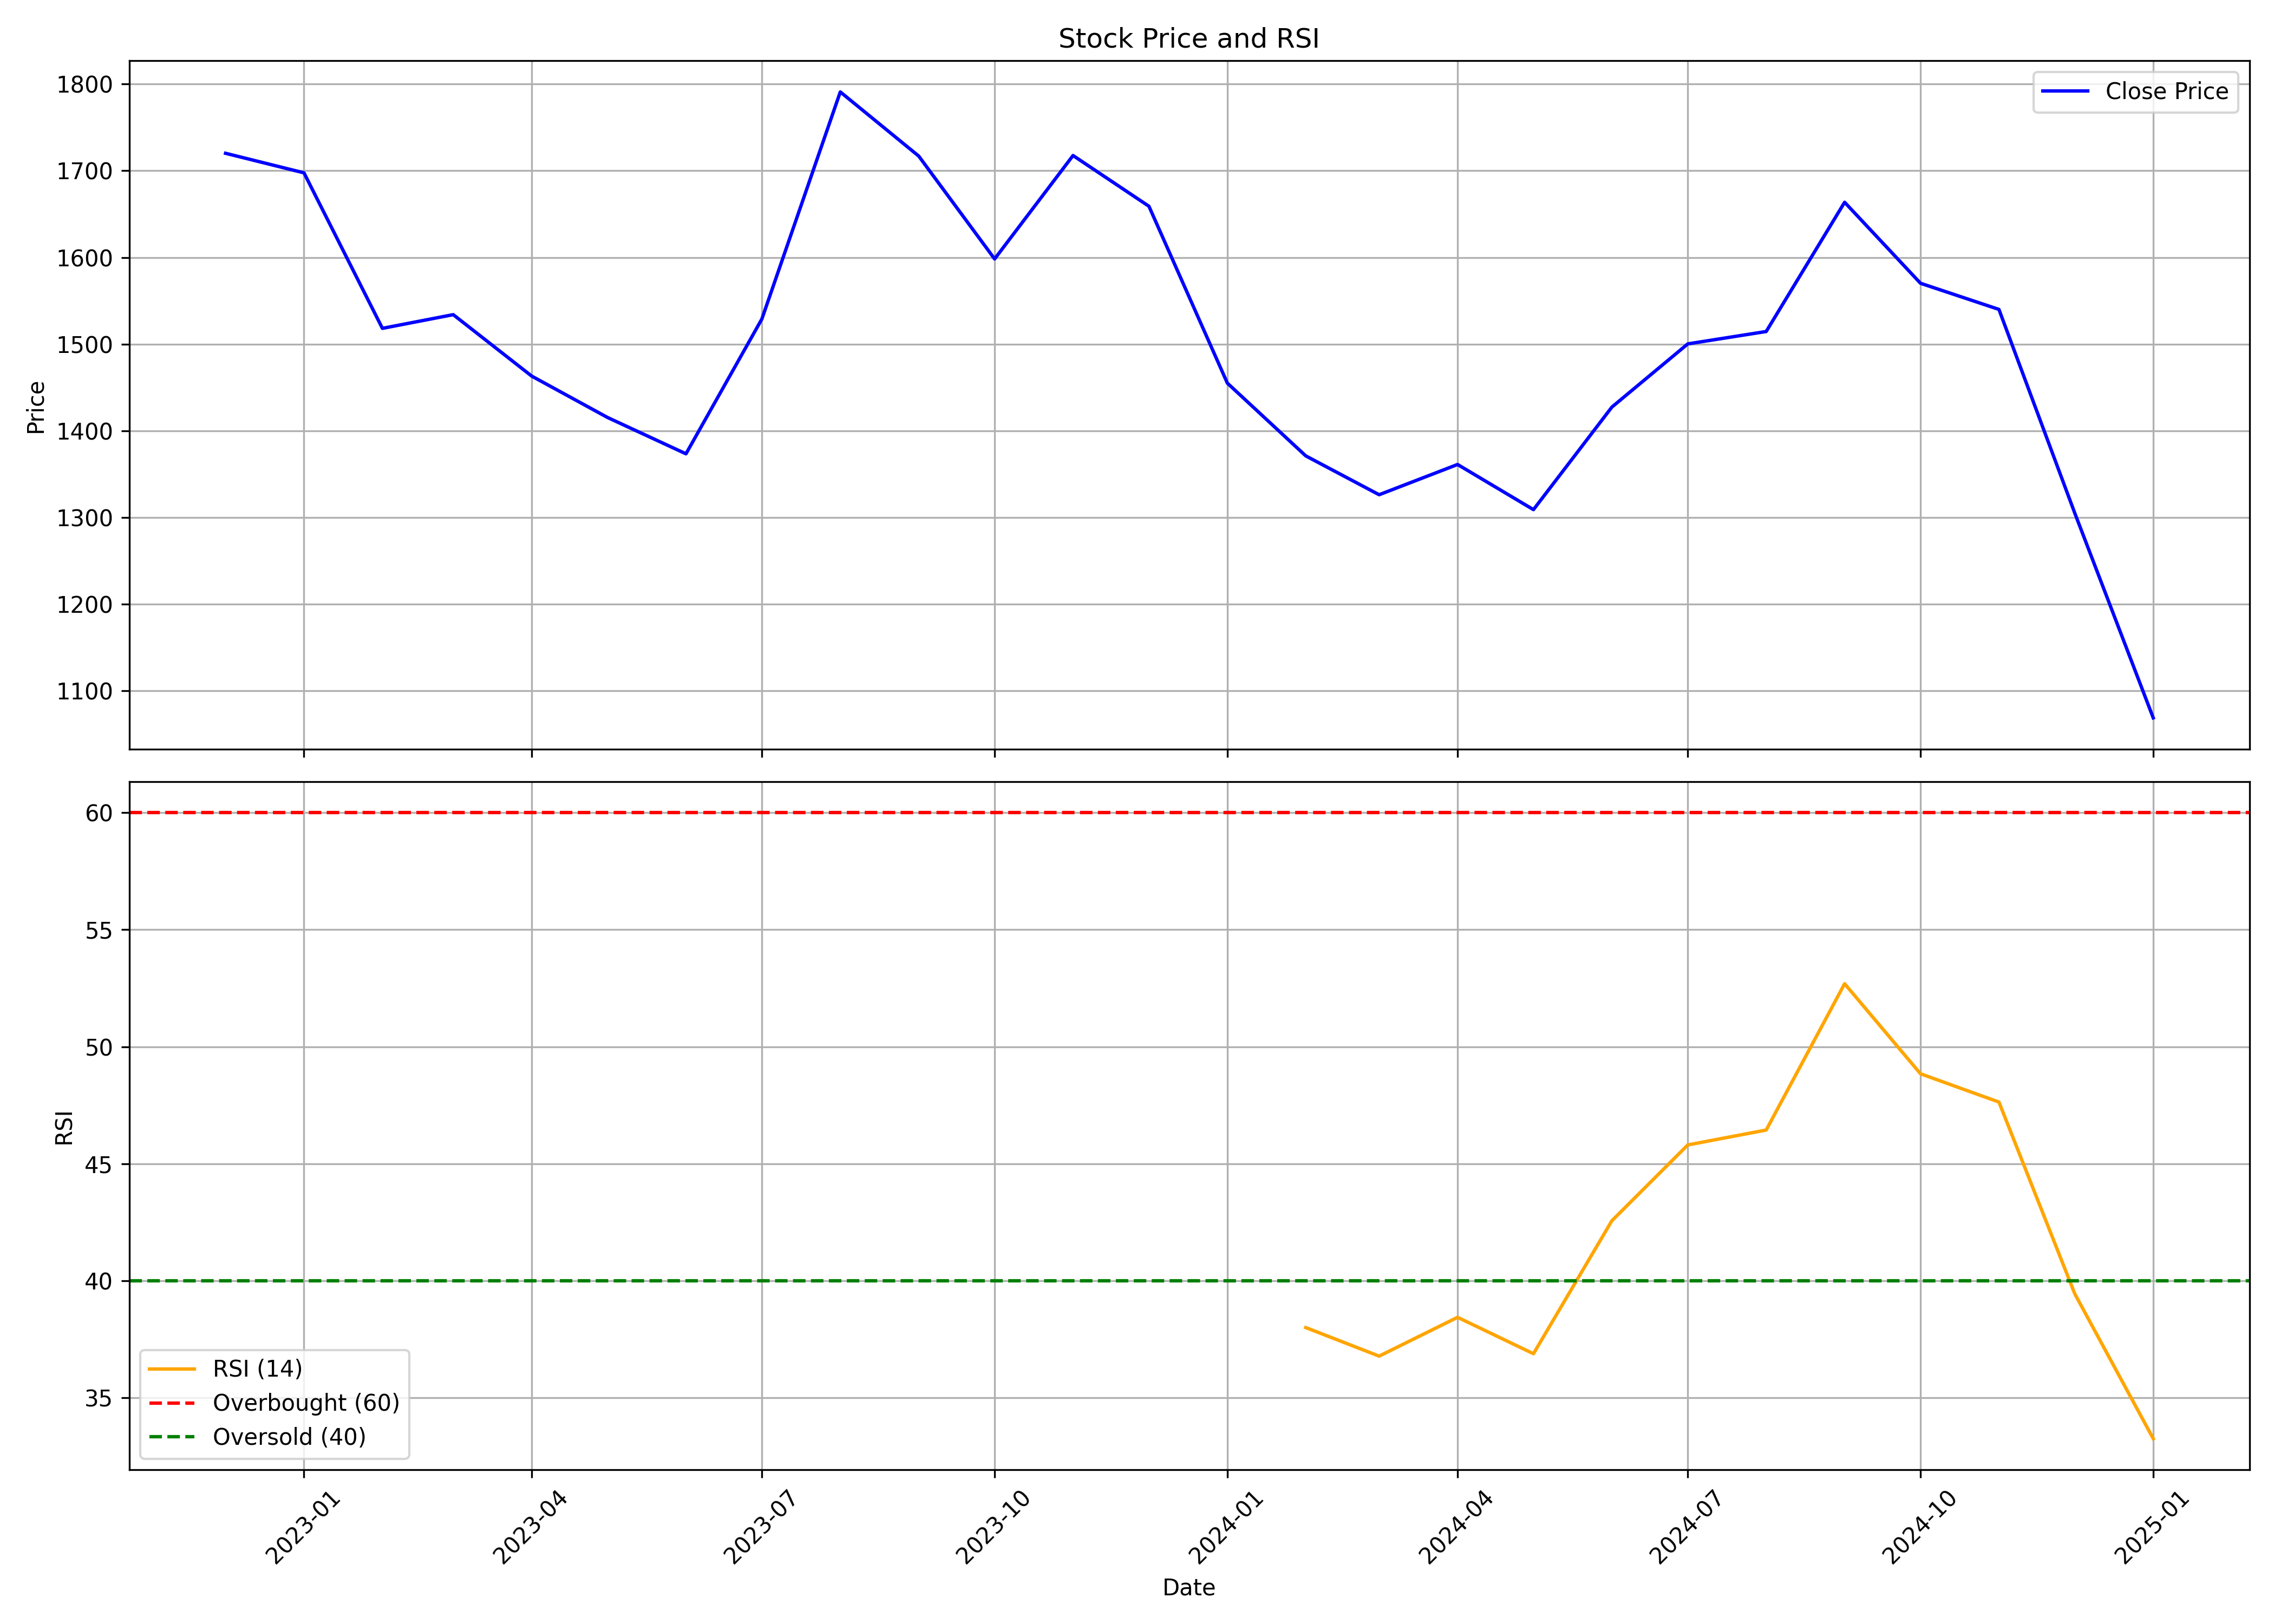 Stock Price and RSI
Close Price
1800
1700
1600
1500
1400
1300
1200
1100
Price
60
55
50
45
40
35
RSI
RSI (14)
Overbought (60)
Oversold (40)
2023-01
2023-04
2023-07
2023-10
2024-01
2024-04
2024-07
2024-10
2025-01
Date